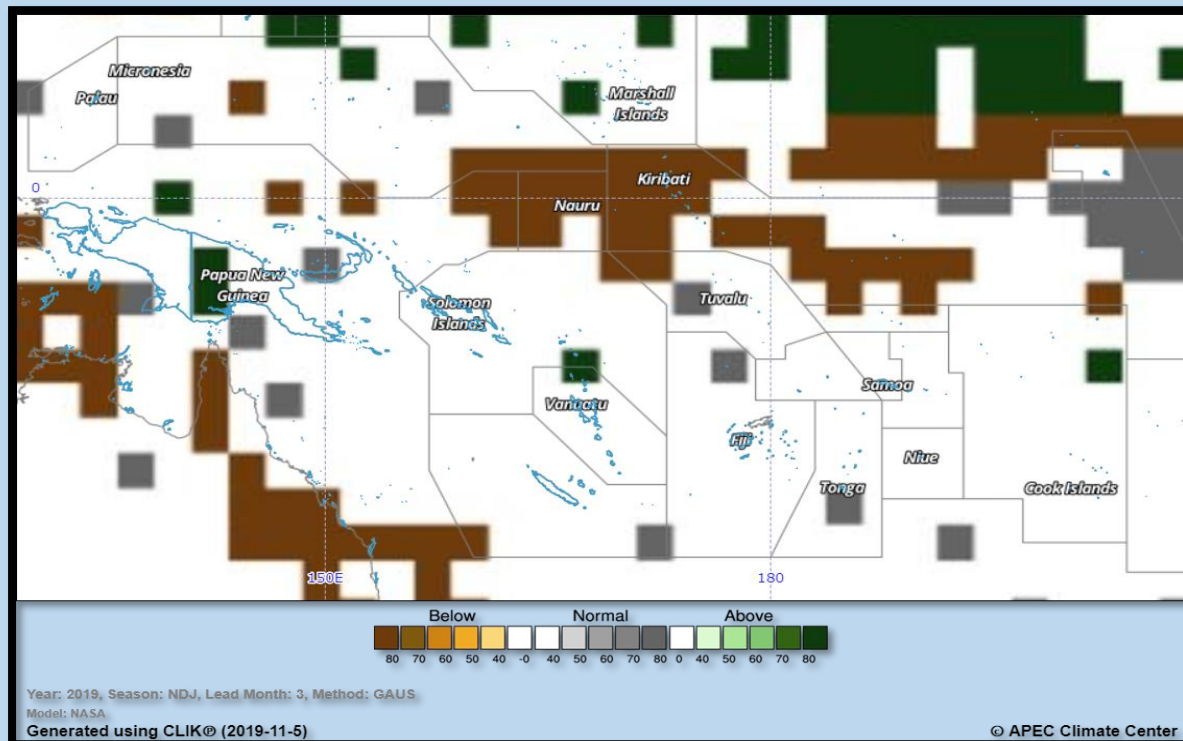 Micronesia
Palau
Marshall
Islands
0
Kiribati
Nauru
Papua New
Guinea
Solomon
Islands
Tuvalu
Vanuatu
Samoa
Fiji
Niue
Tonga
Cook Islands
150E
180
Below Normal Above
80 70 60 50 40 -0 40 50 60 70 80 0 40 50 60 70 80
Year: 2019, Season: NDJ, Lead Month: 3, Method: GAUS
Model: NASA
Generated using CLIK® (2019-11-5)
© APEC Climate Center